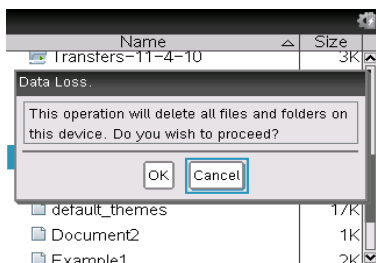 Name Size
Transfers-11-4-10 3K
Data Loss.
This operation will delete all files and folders on
this device. Do you wish to proceed?
OK Cancel
default_themes 17K
Document2 1K
Example1 2K